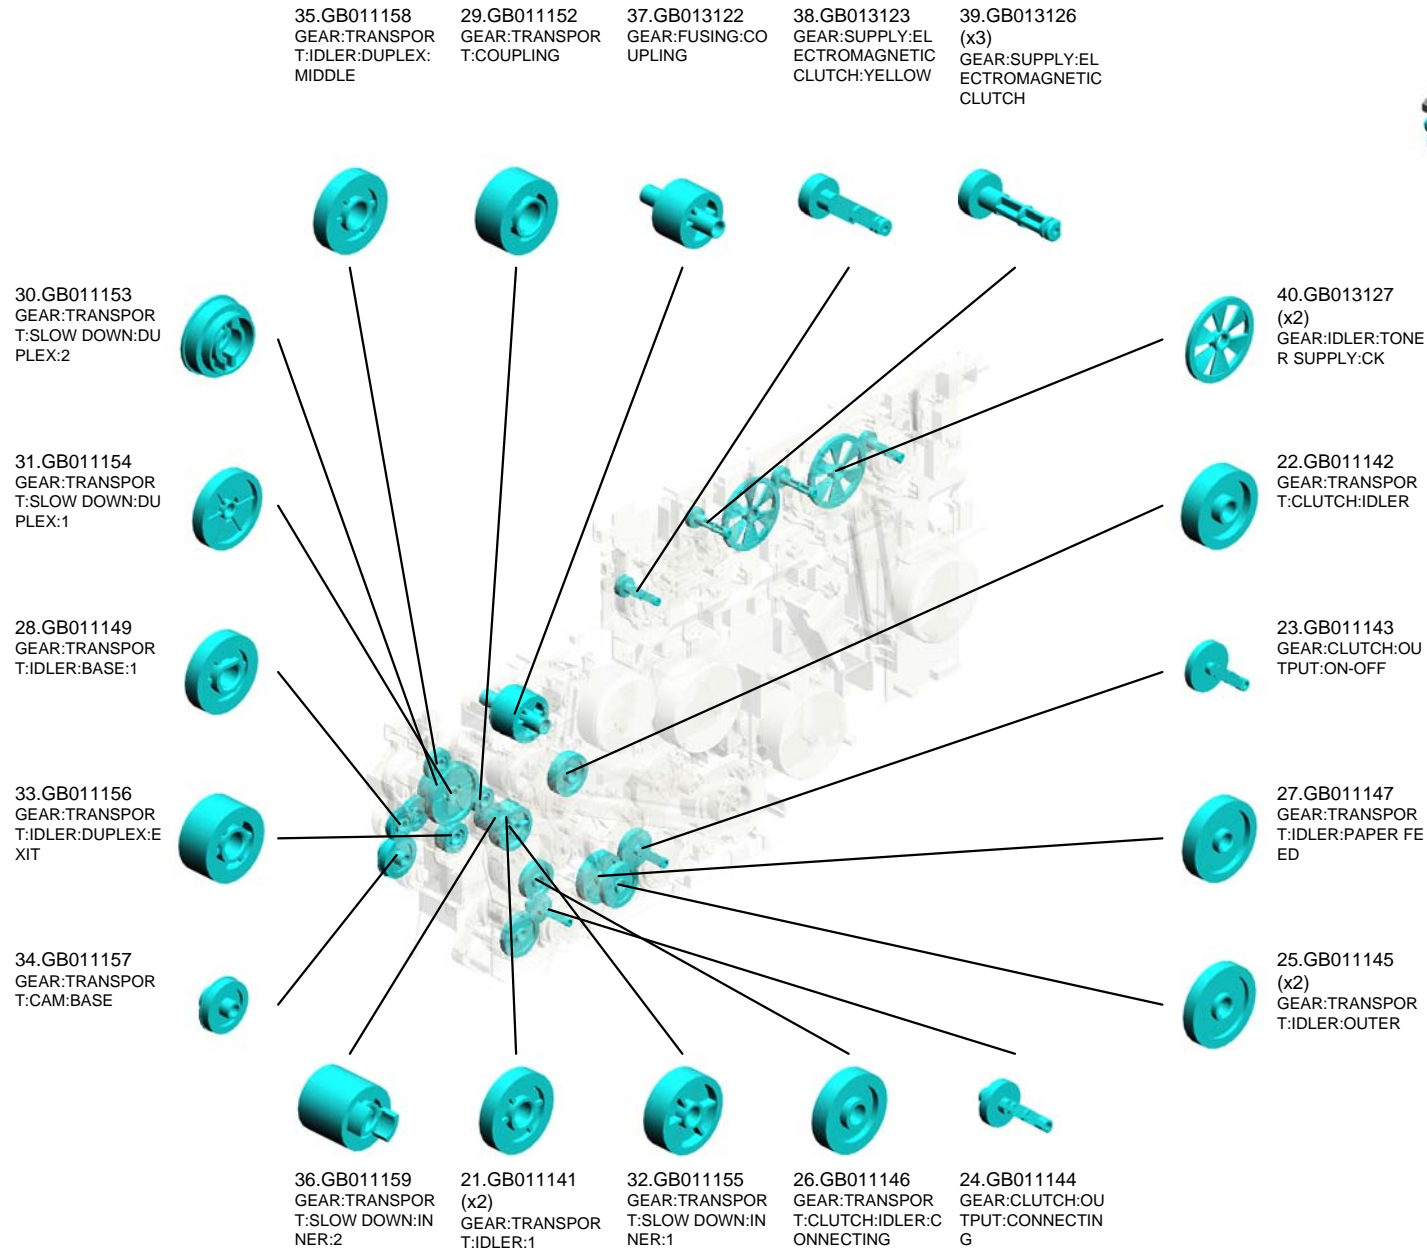 35.GB011158
GEAR:TRANSPOR
T:IDLER:DUPLEX:
MIDDLE
29.GB011152
GEAR:TRANSPOR
T:COUPLING
37.GB013122
GEAR:FUSING:CO
UPLING
38.GB013123
GEAR:SUPPLY:EL
ECTROMAGNETIC
CLUTCH:YELLOW
39.GB013126
(x3)
GEAR:SUPPLY:EL
ECTROMAGNETIC
CLUTCH
30.GB011153
GEAR:TRANSPOR
T:SLOW DOWN:DU
PLEX:2
40.GB013127
(x2)
GEAR:IDLER:TONE
R SUPPLY:CK
31.GB011154
GEAR:TRANSPOR
T:SLOW DOWN:DU
PLEX:1
22.GB011142
GEAR:TRANSPOR
T:CLUTCH:IDLER
28.GB011149
GEAR:TRANSPOR
T:IDLER:BASE:1
23.GB011143
GEAR:CLUTCH:OU
TPUT:ON-OFF
33.GB011156
GEAR:TRANSPOR
T:IDLER:DUPLEX:E
XIT
27.GB011147
GEAR:TRANSPOR
T:IDLER:PAPER FE
ED
34.GB011157
GEAR:TRANSPOR
T:CAM:BASE
25.GB011145
(x2)
GEAR:TRANSPOR
T:IDLER:OUTER
36.GB011159
GEAR:TRANSPOR
T:SLOW DOWN:IN
NER:2
21.GB011141
(x2)
GEAR:TRANSPOR
T:IDLER:1
32.GB011155
GEAR:TRANSPOR
T:SLOW DOWN:IN
NER:1
26.GB011146
GEAR:TRANSPOR
T:CLUTCH:IDLER:C
ONNECTING
24.GB011144
GEAR:CLUTCH:OU
TPUT:CONNECTIN
G